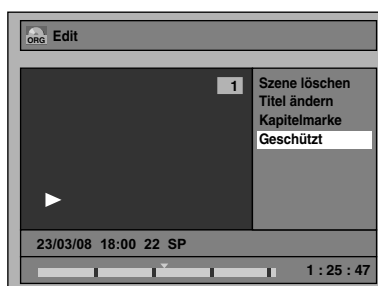 ORG Edit
1
Szene löschen
Titel ändern
Kapitelmarke
Geschützt
23/03/08 18:00 22 SP
1 : 25 : 47